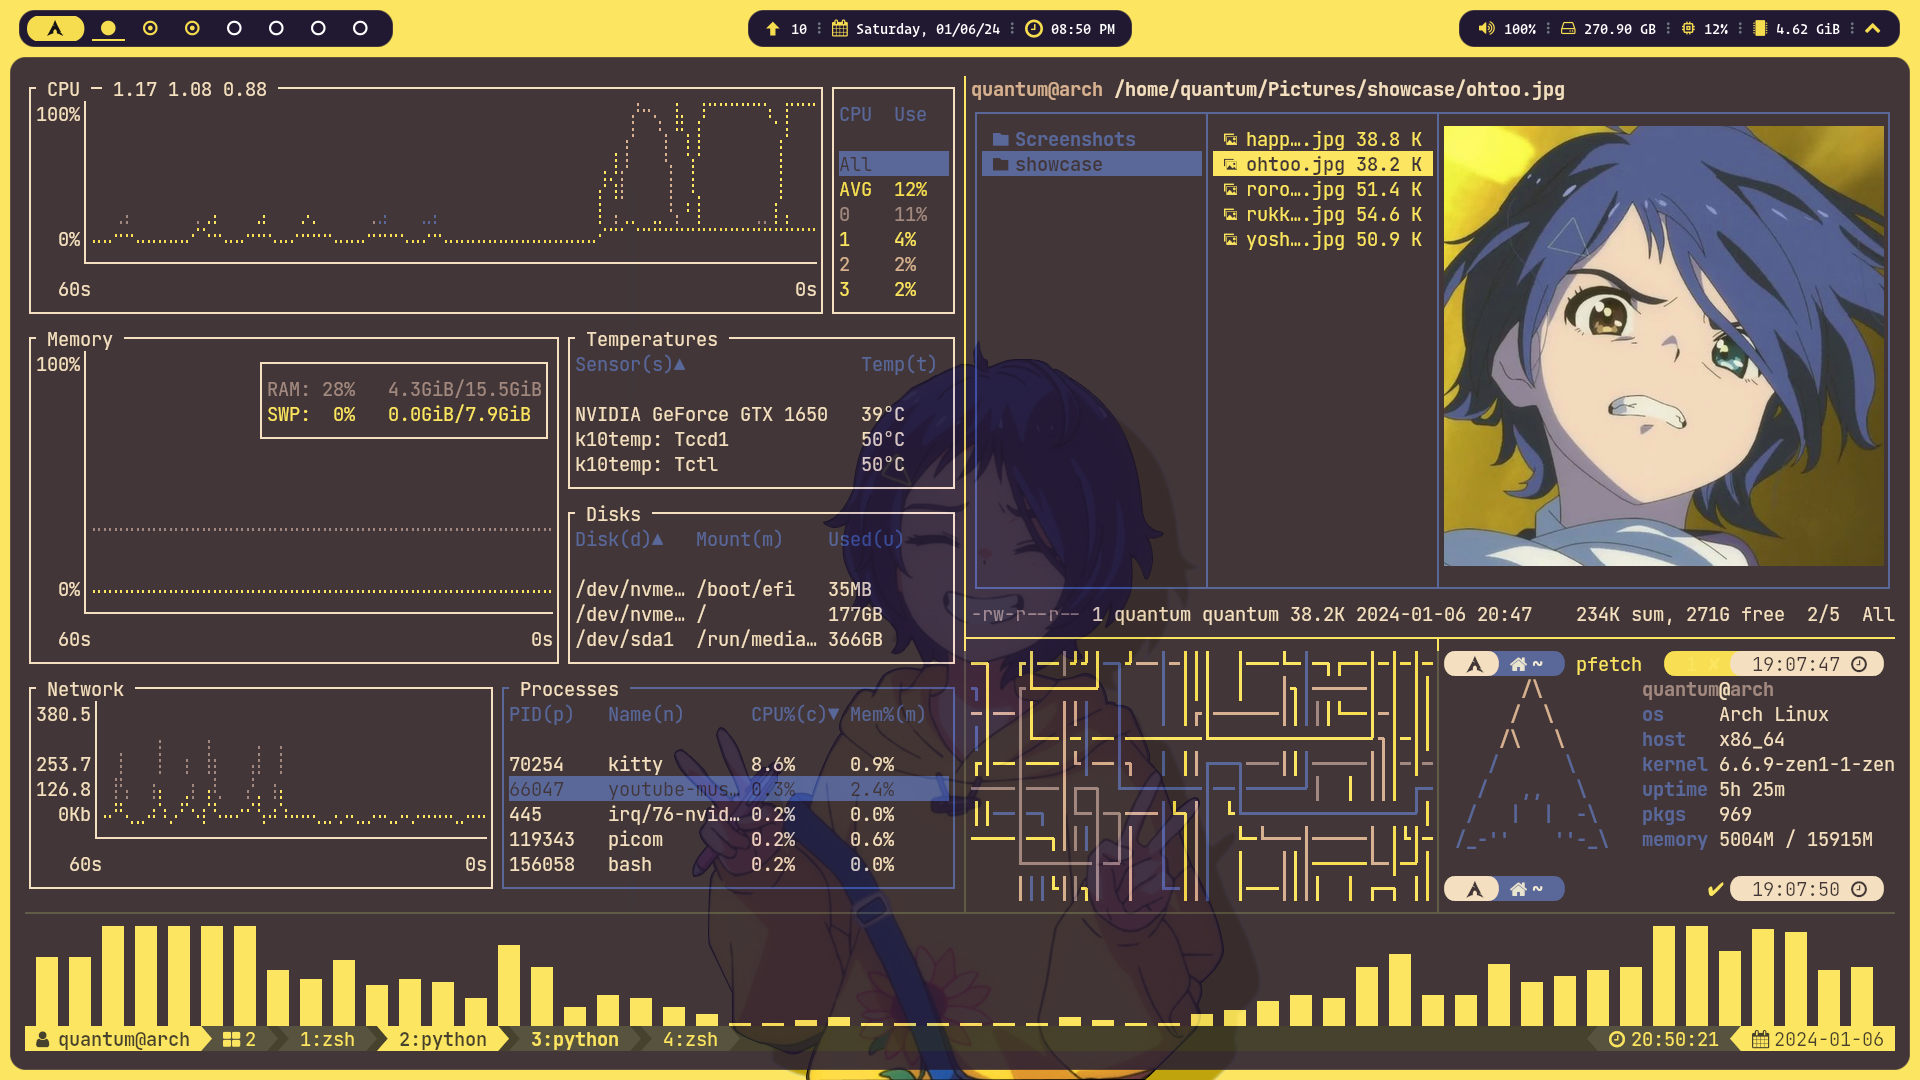 10 Saturday, 01/06/24 08:50 PM
100% 270.90 GB 12% 4.62 GiB
CPU 1.17 1.08 0.88
100%
0%
60s 0s
CPU Use
All
AVG 12%
0 11%
1 4%
2 2%
3 2%
Memory
100%
RAM: 28% 4.3GiB/15.5GiB
SWP: 0% 0.0GiB/7.9GiB
0%
60s 0s
Temperatures
Sensor(s)▲ Temp(t)
NVIDIA GeForce GTX 1650 39°C
k10temp: Tccd1 50°C
k10temp: Tctl 50°C
Disks
Disk(d)▲ Mount(m) Used(u)
/dev/nvme… /boot/efi 35MB
/dev/nvme… / 177GB
/dev/sda1 /run/media… 366GB
Network
380.5
253.7
126.8
0Kb
60s 0s
Processes
PID(p) Name(n) CPU%(c)▼ Mem%(m)
70254 kitty 8.6% 0.9%
66047 youtube-mus… 0.3% 2.4%
445 irq/76-nvid… 0.2% 0.0%
119343 picom 0.2% 0.6%
156058 bash 0.2% 0.0%
quantum@arch /home/quantum/Pictures/showcase/ohtoo.jpg
Screenshots
showcase
happ….jpg 38.8 K
ohtoo.jpg 38.2 K
roro….jpg 51.4 K
rukk….jpg 54.6 K
yosh….jpg 50.9 K
-rw-r--r-- 1 quantum quantum 38.2K 2024-01-06 20:47 234K sum, 271G free 2/5 All
~ pfetch 19:07:47
quantum@arch
os Arch Linux
host x86_64
kernel 6.6.9-zen1-1-zen
uptime 5h 25m
pkgs 969
memory 5004M / 15915M
~ ✔ 19:07:50
quantum@arch 2 1:zsh 2:python 3:python 4:zsh 20:50:21 2024-01-06